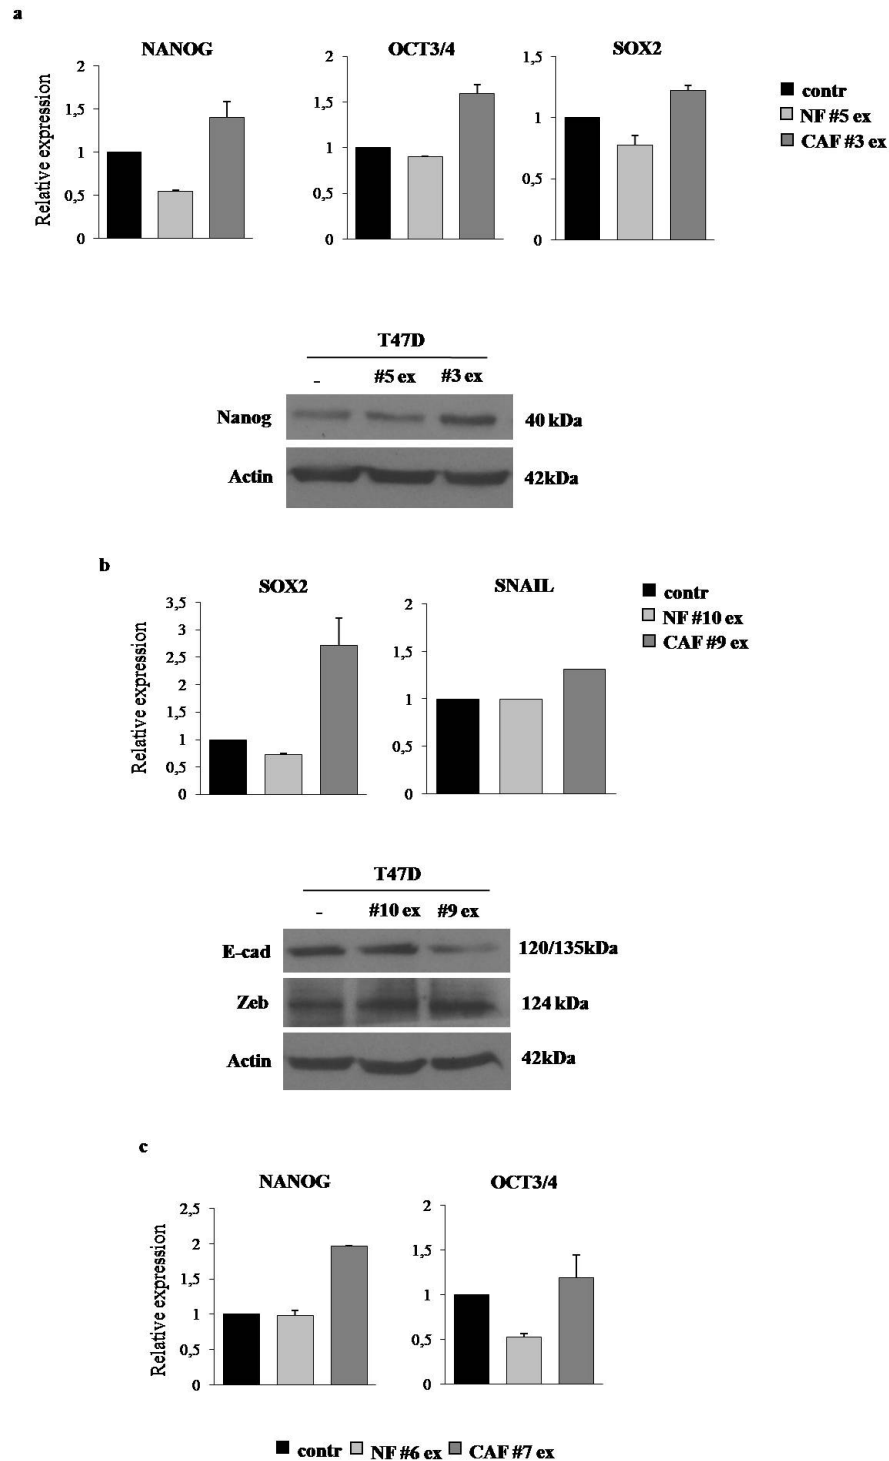 a
NANOG
OCT3/4
SOX2
Relative expression
2
1,5
1
0,5
0
2
1,5
1
0,5
0
1,5
1
0,5
0
contr
NF #5 ex
CAF #3 ex
T47D
- #5 ex #3 ex
Nanog 40 kDa
Actin 42kDa
b
SOX2
SNAIL
Relative expression
3,5
3
2,5
2
1,5
1
0,5
0
2
1,5
1
0,5
0
contr
NF #10 ex
CAF #9 ex
T47D
- #10 ex #9 ex
E-cad 120/135kDa
Zeb 124 kDa
Actin 42kDa
c
NANOG
OCT3/4
Relative expression
2,5
2
1,5
1
0,5
0
2
1,5
1
0,5
0
contr NF #6 ex CAF #7 ex